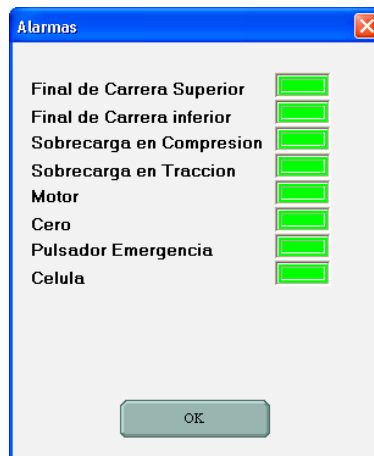 Alarmas
Final de Carrera Superior
Final de Carrera inferior
Sobrecarga en Compresion
Sobrecarga en Traccion
Motor
Cero
Pulsador Emergencia
Celula
OK